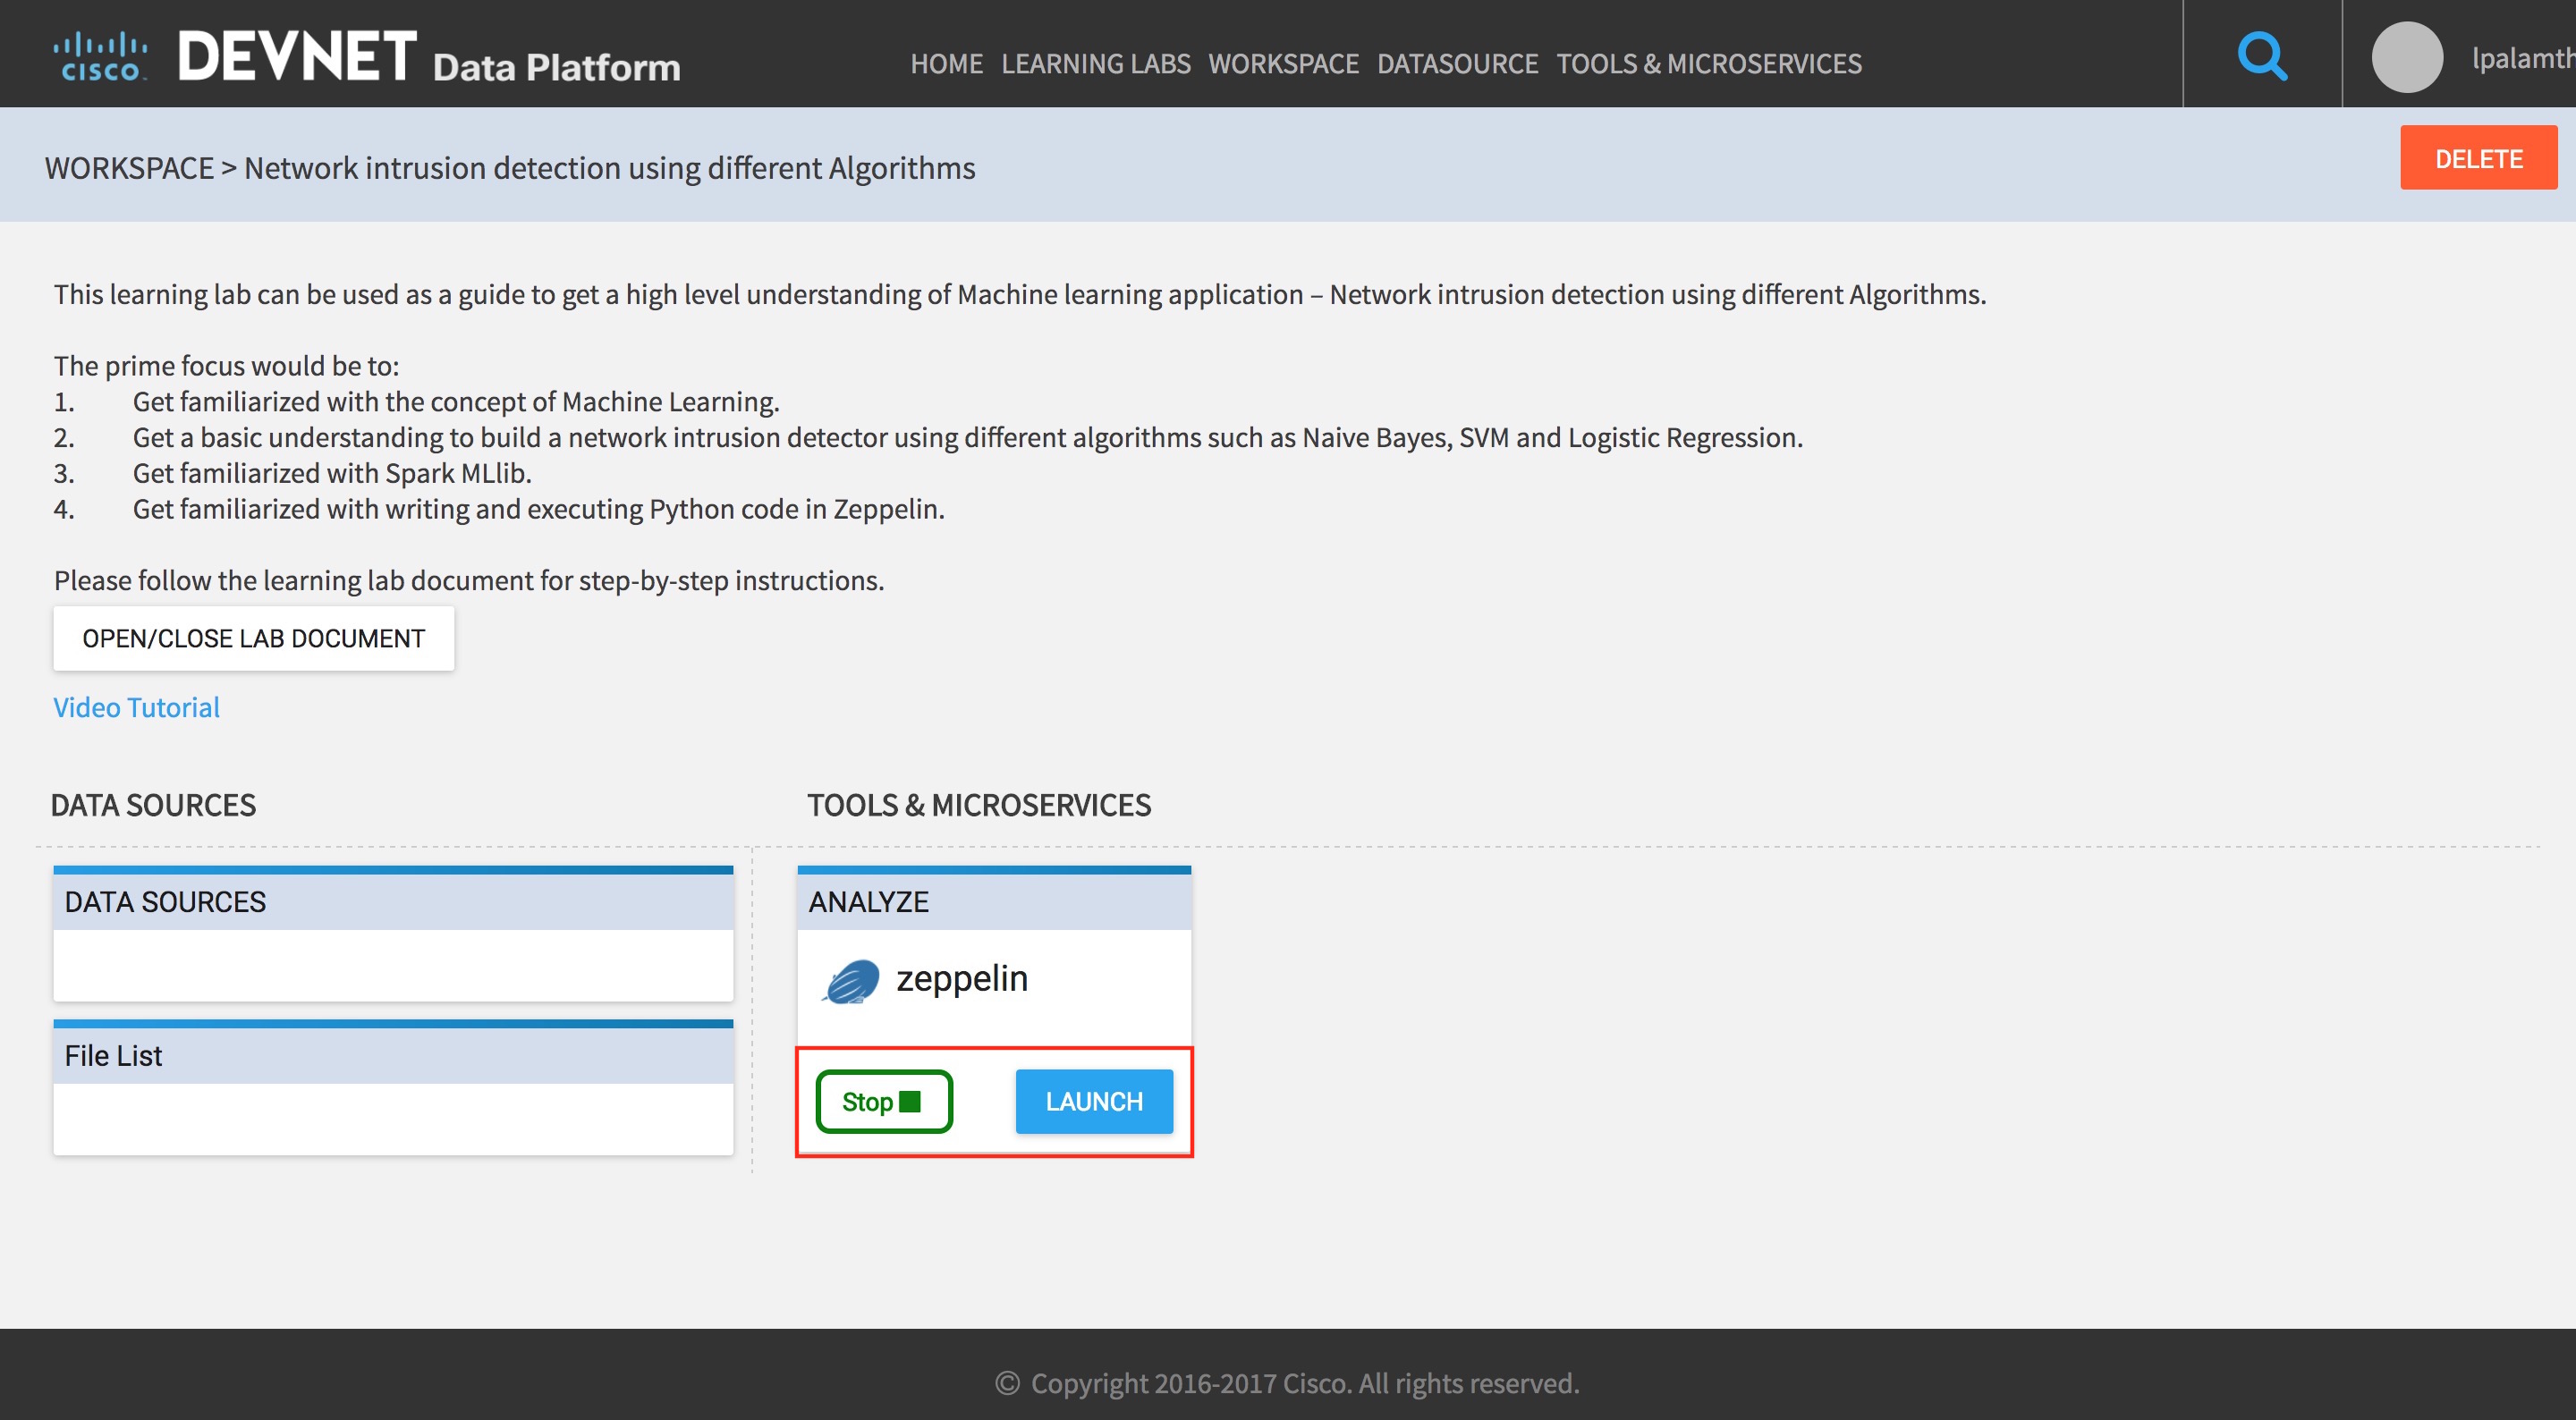 CISCO DEVNET Data Platform HOME LEARNING LABS WORKSPACE DATASOURCE TOOLS & MICROSERVICES lpalamth
WORKSPACE > Network intrusion detection using different Algorithms DELETE
This learning lab can be used as a guide to get a high level understanding of Machine learning application – Network intrusion detection using different Algorithms.
The prime focus would be to:
1. Get familiarized with the concept of Machine Learning.
2. Get a basic understanding to build a network intrusion detector using different algorithms such as Naive Bayes, SVM and Logistic Regression.
3. Get familiarized with Spark MLlib.
4. Get familiarized with writing and executing Python code in Zeppelin.
Please follow the learning lab document for step-by-step instructions.
OPEN/CLOSE LAB DOCUMENT
Video Tutorial
DATA SOURCES
DATA SOURCES
File List
TOOLS & MICROSERVICES
ANALYZE
zeppelin
Stop LAUNCH
© Copyright 2016-2017 Cisco. All rights reserved.